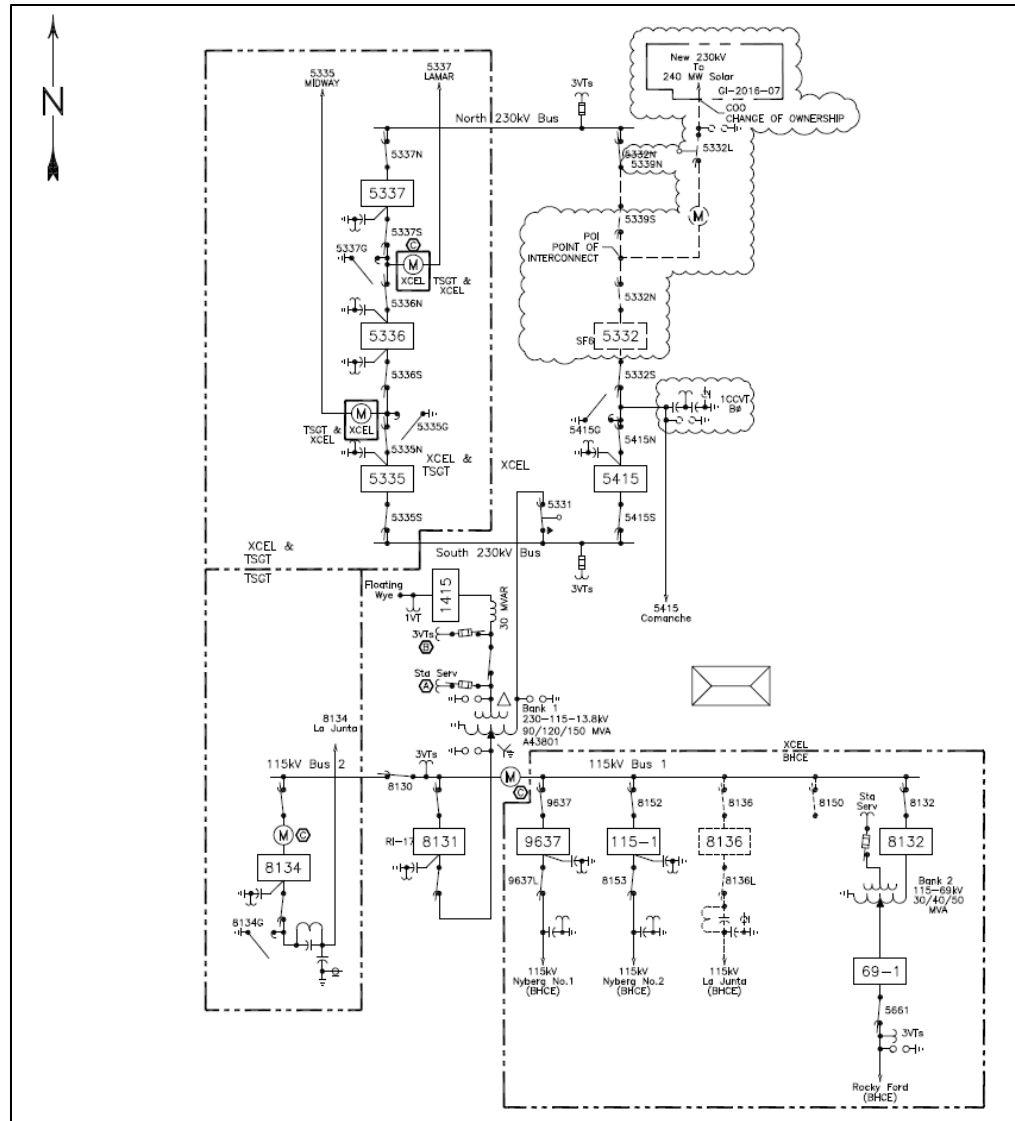 N
5335
MIDWAY
5337
LAMAR
3VTs
New 230kV
To
240 MW Solar
GI-2016-07
COO
CHANGE OF OWNERSHIP
North 230kV Bus
5337N
5332N
5339N
5332L
5337
M
5337S
5339S
5337G
C
M
XCEL
TSGT &
XCEL
POI
POINT OF
INTERCONNECT
5336N
5332N
5336
SF6
5332
5336S
5332S
M
XCEL
TSGT
& XCEL
5335G
5415G
1CCVT
BØ
5335N
5415N
XCEL &
TSGT
XCEL
5335
5415
5331
5335S
5415S
XCEL &
TSGT
South 230kV Bus
TSGT
3VTs
Floating
Wye
1415
1VT
30 MVAR
5415
Comanche
3VTs
B
Sta Serv
A
Bank 1
230-115-13.8kV
90/120/150 MVA
A43801
8134
La Junta
XCEL
BHCE
115kV Bus 2
3VTs
115kV Bus 1
8130
M
C
9637
8152
8136
8150
Sta
Serv
8132
M
C
RI-17
8131
9637
115-1
8136
8132
8134
9637L
8153
8136L
Bank 2
115-69kV
30/40/50
MVA
8134G
115kV
Nyberg No.1
(BHCE)
115kV
Nyberg No.2
(BHCE)
115kV
La Junta
(BHCE)
69-1
5661
3VTs
Rocky Ford
(BHCE)